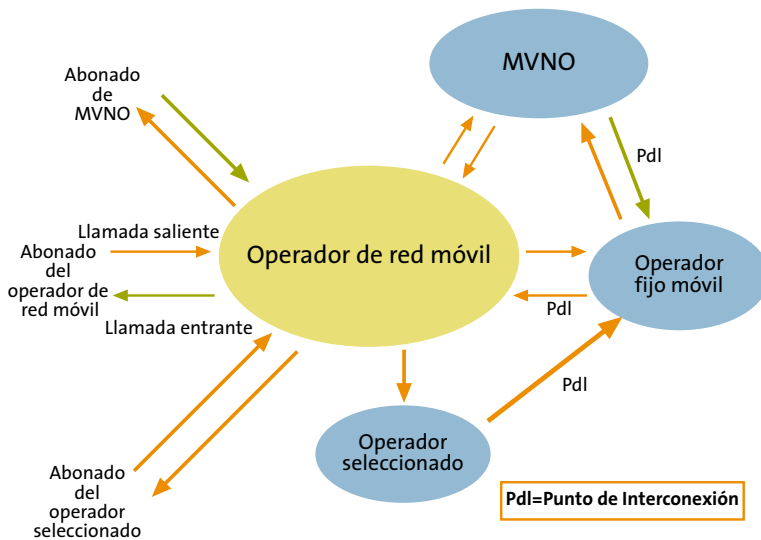 MVNO
Abonado
de
MVNO
PdI
Llamada saliente
Abonado
del
operador de
red móvil
Operador de red móvil
Operador
fijo móvil
PdI
Llamada entrante
PdI
Operador
seleccionado
Abonado
del
operador
seleccionado
PdI=Punto de Interconexión